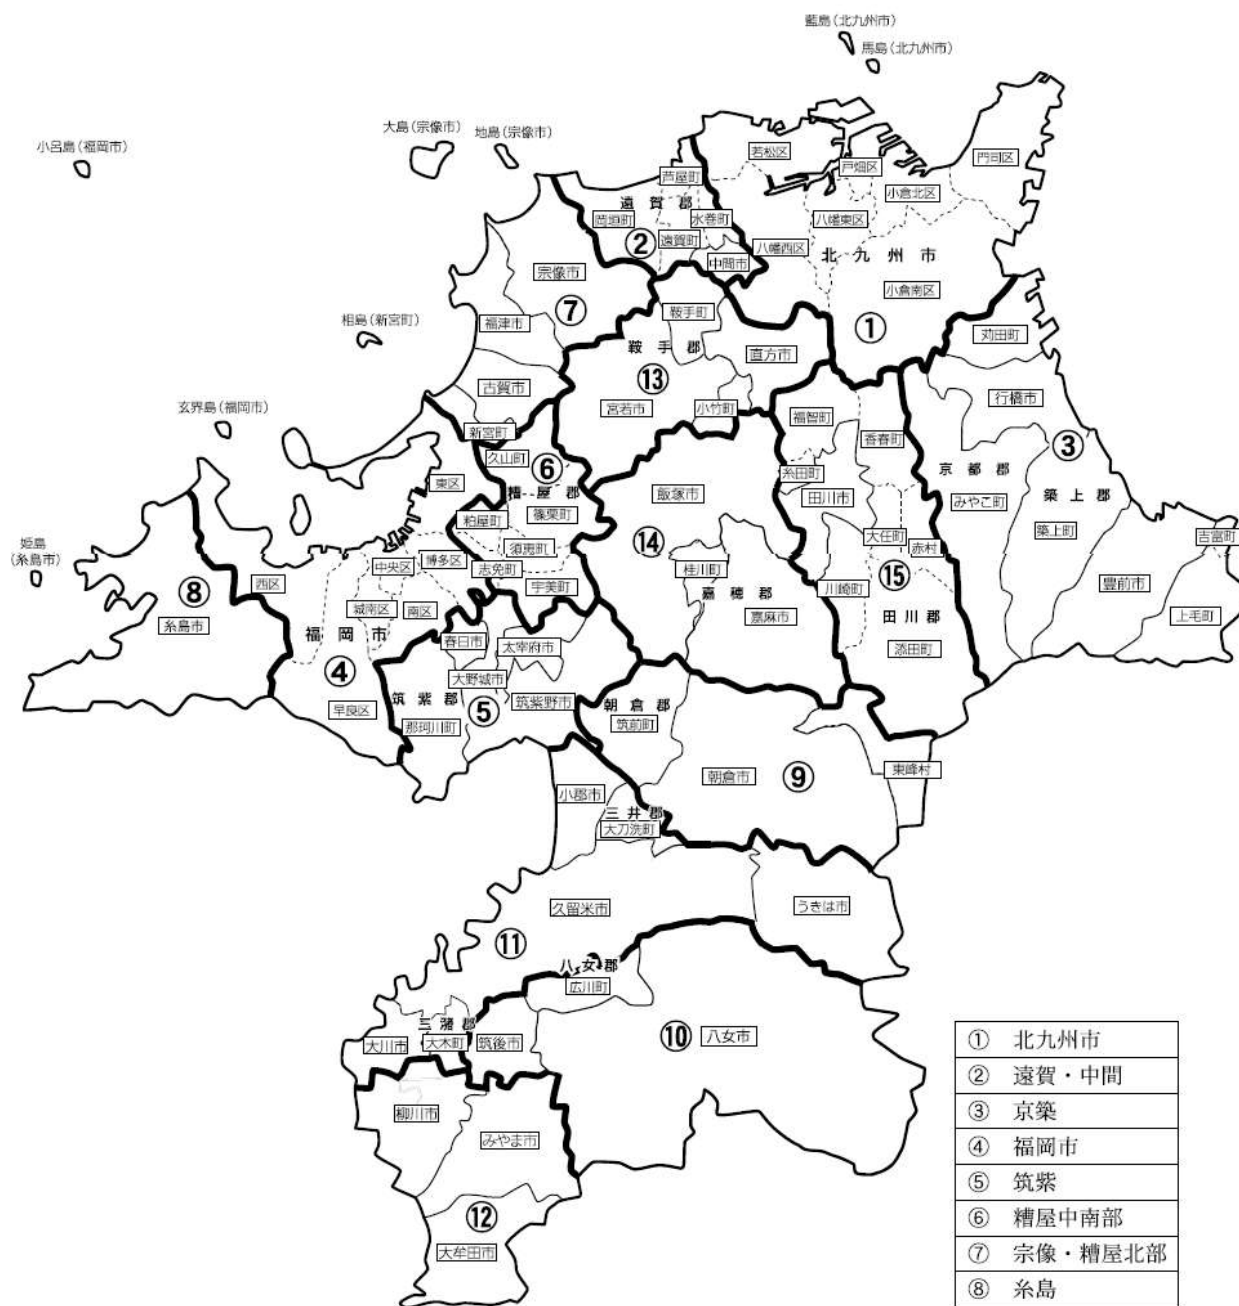 藍島(北九州市)
馬島(北九州市)
大島(宗像市)
地島(宗像市)
小呂島(福岡市)
若松区
戸畑区
門司区
芦屋町
小倉北区
遠賀郡
岡垣町
水巻町
八幡東区
②
遠賀町
八幡西区
北九州市
中間市
宗像市
小倉南区
鞍手町
①
⑦
相島(新宮町)
福津市
苅田町
鞍手郡
直方市
⑬
古賀市
行橋市
宮若市
小竹町
玄界島(福岡市)
福智町
新宮町
香春町
③
久山町
⑥
京都郡
東区
糸田町
糟屋郡
飯塚市
田川市
みやこ町
築上郡
篠栗町
粕屋町
築上町
吉富町
大任町
赤村
須恵町
⑭
姫島
(糸島市)
中央区
博多区
志免町
桂川町
⑮
西区
⑧
宇美町
川崎町
豊前市
嘉穂郡
糸島市
城南区
南区
嘉麻市
田川郡
上毛町
福岡市
春日市
太宰府市
添田町
④
大野城市
筑紫郡
筑紫野市
朝倉郡
早良区
⑤
那珂川町
筑前町
朝倉市
⑨
東峰村
小郡市
三井郡
大刀洗町
久留米市
うきは市
⑪
八女郡
広川町
三潴郡
⑩
八女市
大川市
大木町
筑後市
柳川市
みやま市
⑫
大牟田市
① 北九州市
② 遠賀・中間
③ 京築
④ 福岡市
⑤ 筑紫
⑥ 糟屋中南部
⑦ 宗像・糟屋北部
⑧ 糸島